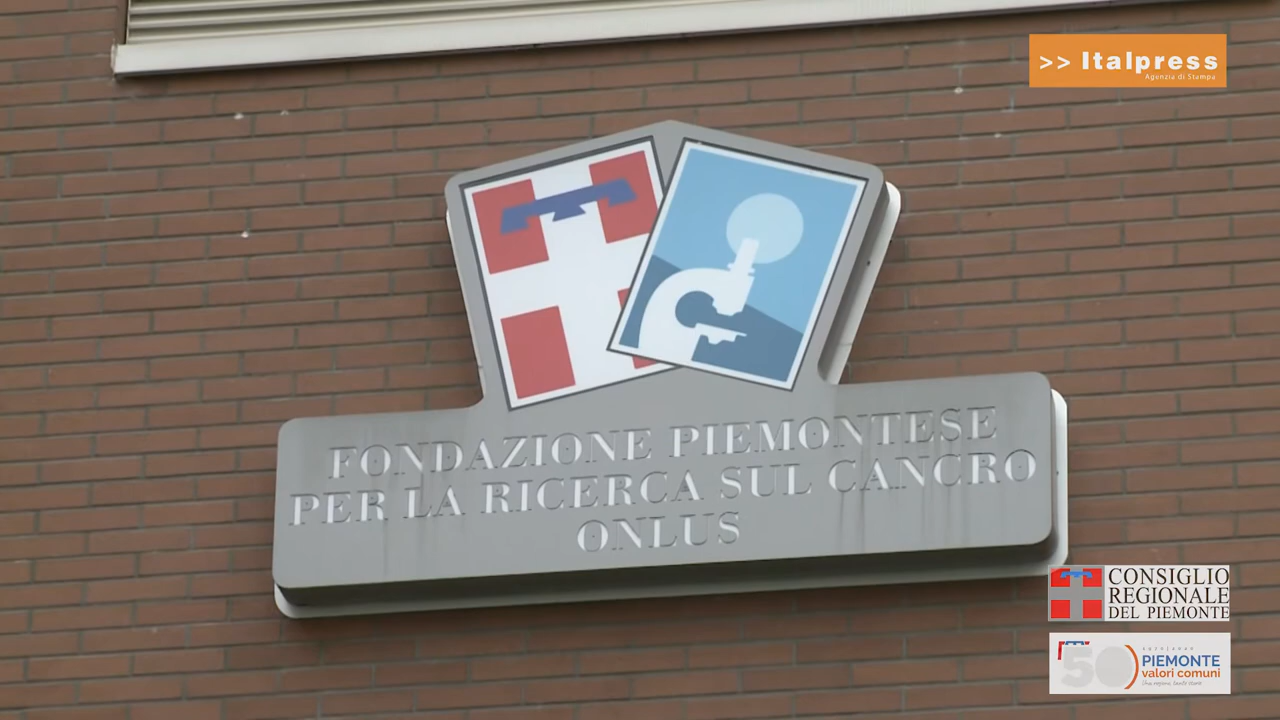 >> Italpress
Agenzia di Stampa
FONDAZIONE PIEMONTESE
PER LA RICERCA SUL CANCRO
ONLUS
CONSIGLIO
REGIONALE
DEL PIEMONTE
50
PIEMONTE
valori comuni